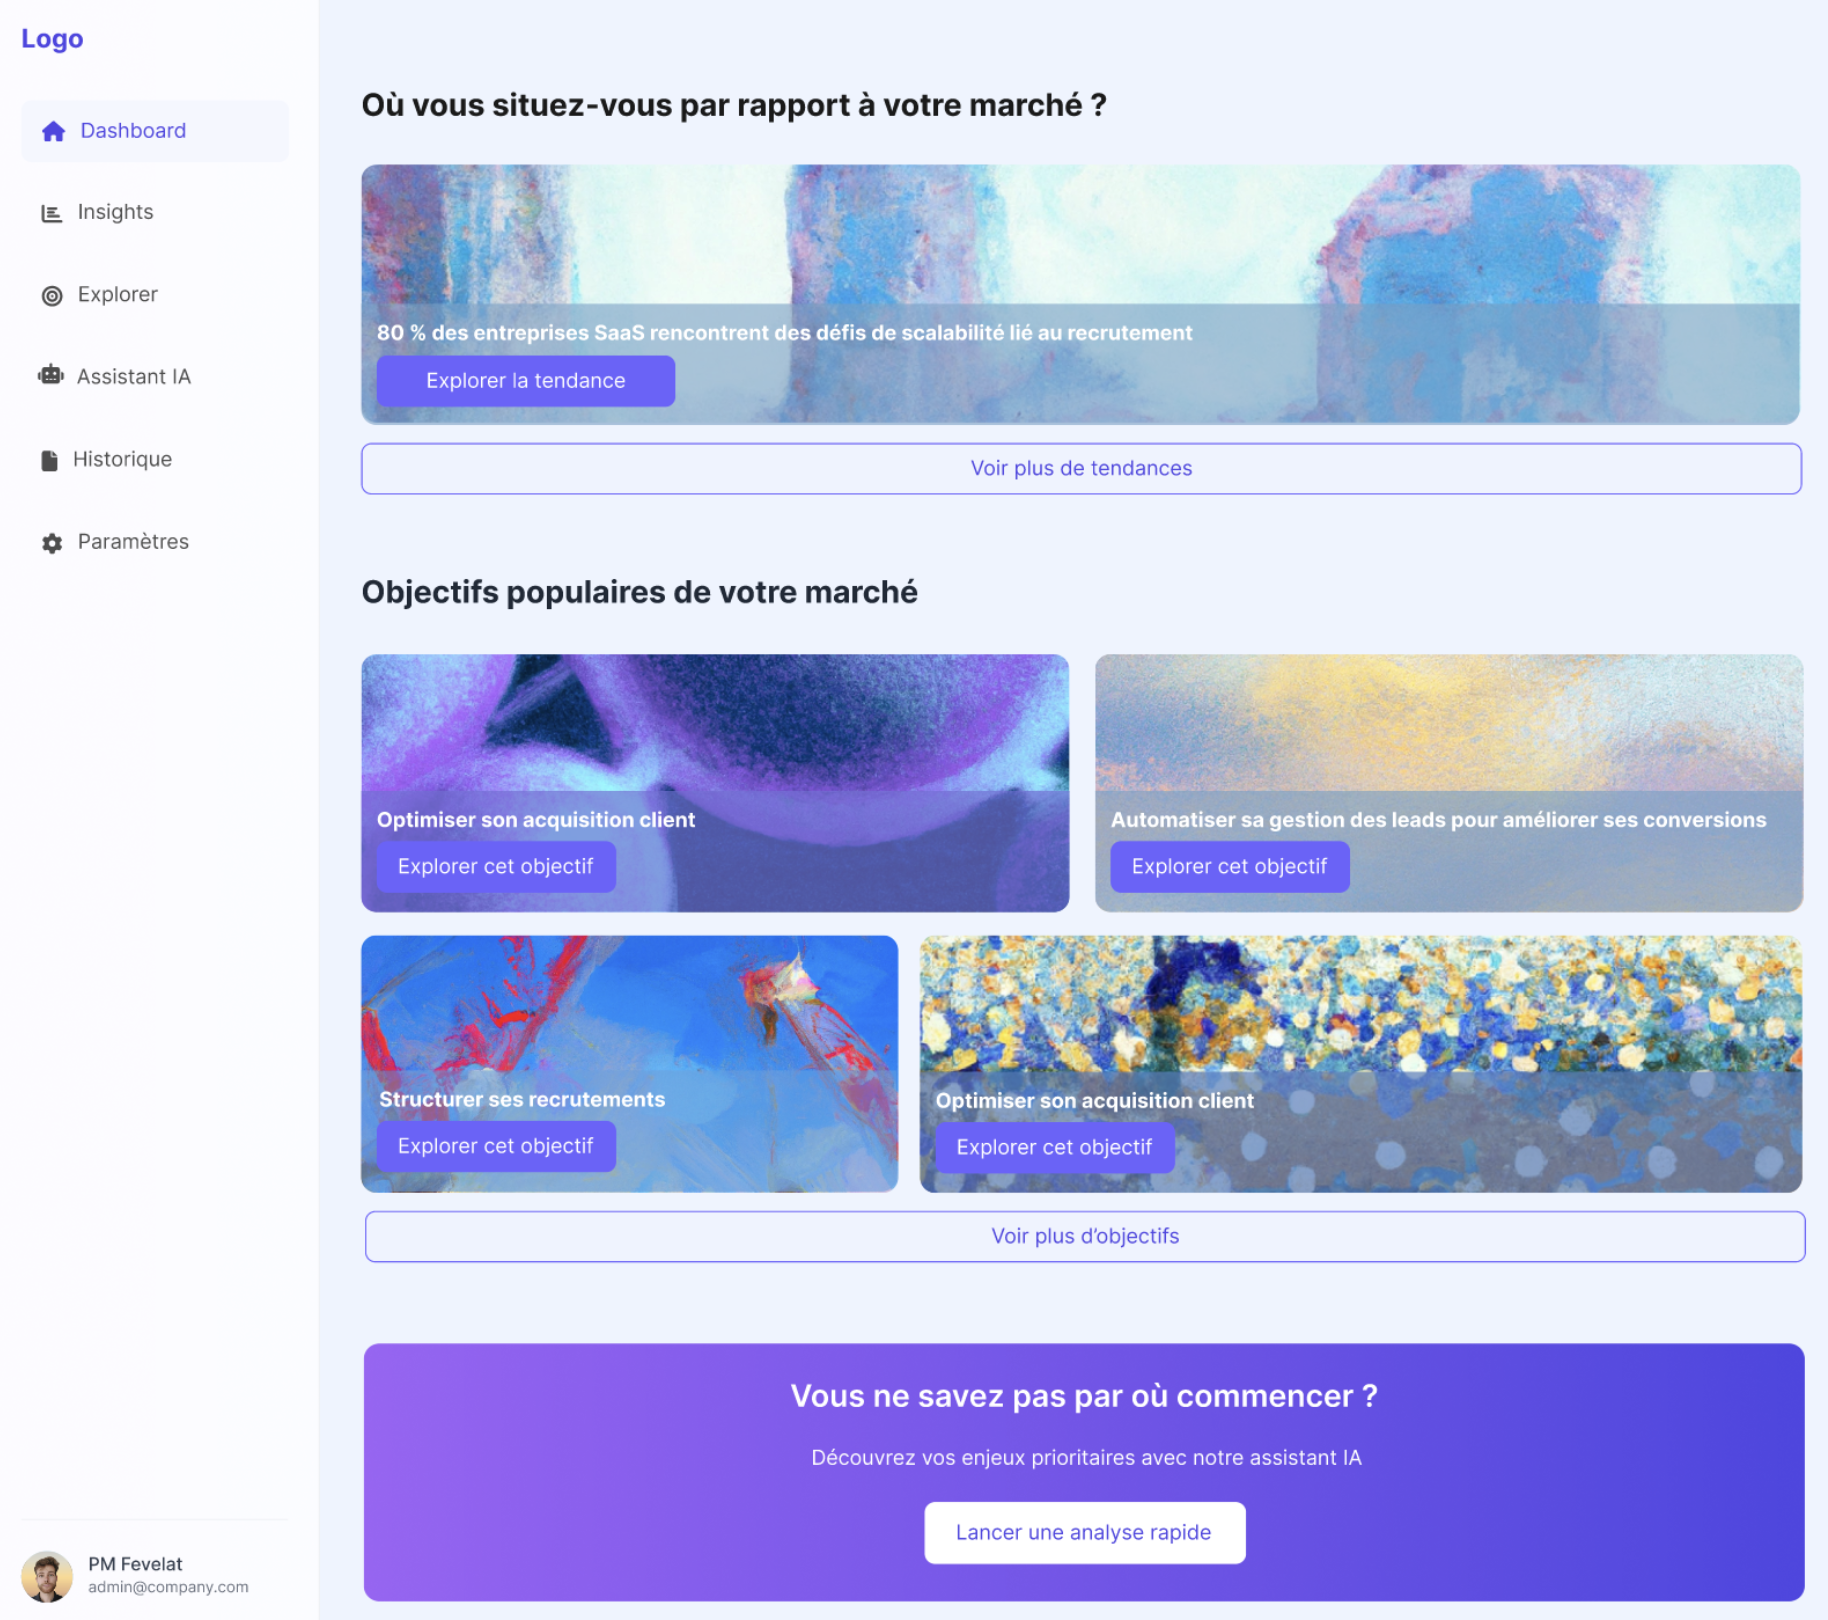 Logo
Dashboard
Insights
Explorer
Assistant IA
Historique
Paramètres
PM Fevelat
admin@company.com
Où vous situez-vous par rapport à votre marché ?
80 % des entreprises SaaS rencontrent des défis de scalabilité lié au recrutement
Explorer la tendance
Voir plus de tendances
Objectifs populaires de votre marché
Optimiser son acquisition client
Explorer cet objectif
Automatiser sa gestion des leads pour améliorer ses conversions
Explorer cet objectif
Structurer ses recrutements
Explorer cet objectif
Optimiser son acquisition client
Explorer cet objectif
Voir plus d’objectifs
Vous ne savez pas par où commencer ?
Découvrez vos enjeux prioritaires avec notre assistant IA
Lancer une analyse rapide